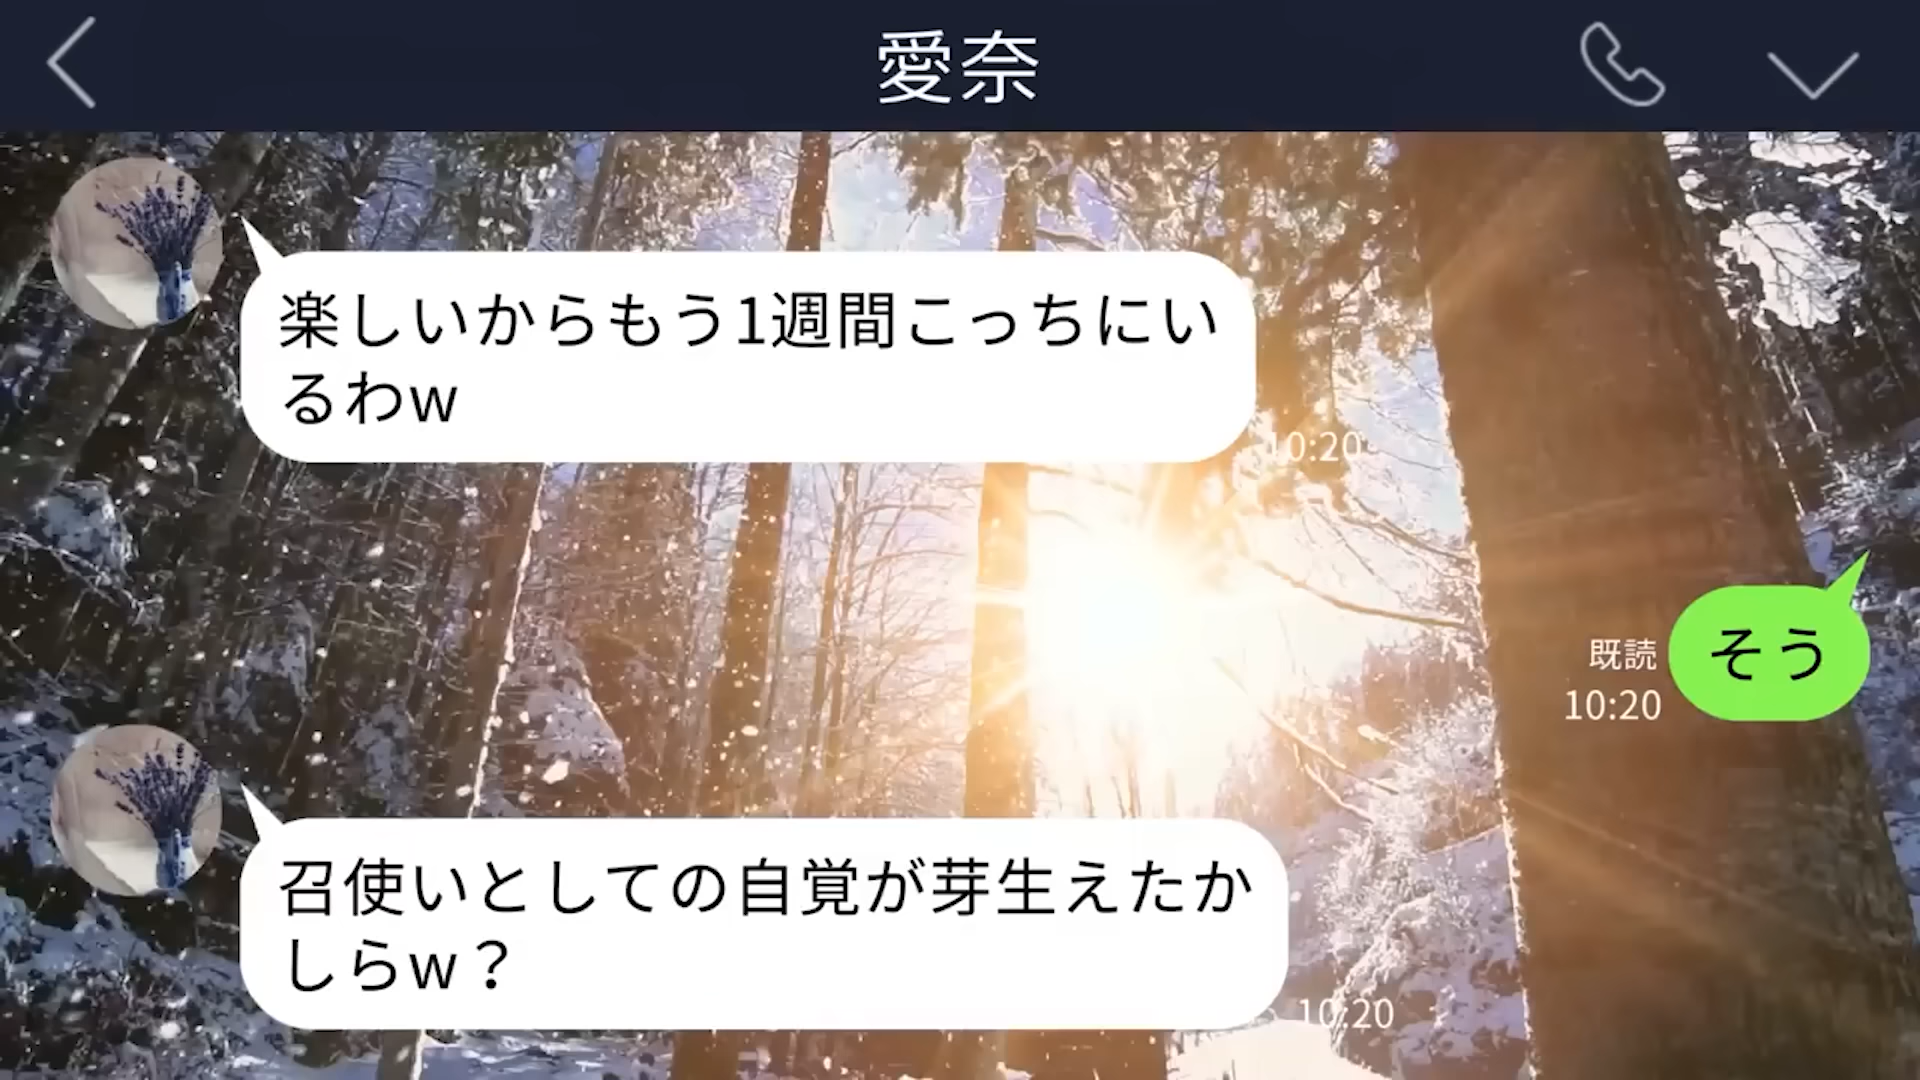 愛奈
楽しいからもう1週間こっちにい
るわw
10:20
そう
既読
10:20
召使いとしての自覚が芽生えたか
しらw？
10:20